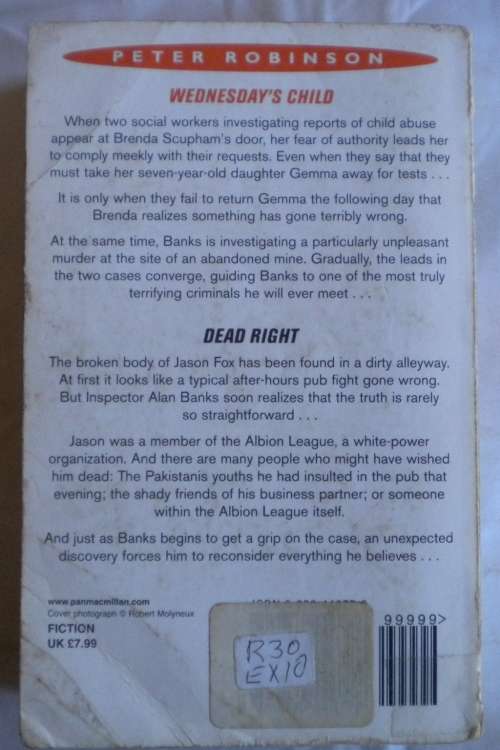 PETER ROBINSON
WEDNESDAY'S CHILD
When two social workers investigating reports of child abuse
appear at Brenda Scupham's door, her fear of authority leads her
to comply meekly with their requests. Even when they say that they
must take her seven-year-old daughter Gemma away for tests . . .
It is only when they fail to return Gemma the following day that
Brenda realizes something has gone terribly wrong.
At the same time, Banks is investigating a particularly unpleasant
murder at the site of an abandoned mine. Gradually, the leads in
the two cases converge, guiding Banks to one of the most truly
terrifying criminals he will ever meet . . .
DEAD RIGHT
The broken body of Jason Fox has been found in a dirty alleyway.
At first it looks like a typical after-hours pub fight gone wrong.
But Inspector Alan Banks soon realizes that the truth is rarely
so straightforward . . .
Jason was a member of the Albion League, a white-power
organization. And there are many people who might have wished
him dead: The Pakistanis youths he had insulted in the pub that
evening; the shady friends of his business partner; or someone
within the Albion League itself.
And just as Banks begins to get a grip on the case, an unexpected
discovery forces him to reconsider everything he believes . . .
www.panmacmillan.com
Cover photograph © Robert Molyneux
FICTION
UK £7.99
99999>
R30
EX10